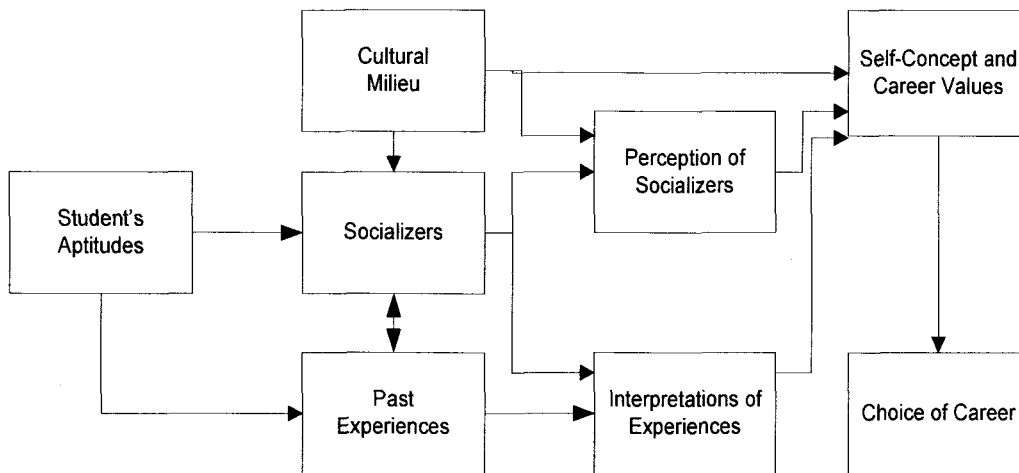 Cultural
Milieu
Self-Concept and
Career Values
Perception of
Socializers
Student's
Aptitudes
Socializers
Past
Experiences
Interpretations of
Experiences
Choice of Career